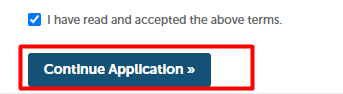 I have read and accepted the above terms.
Continue Application »